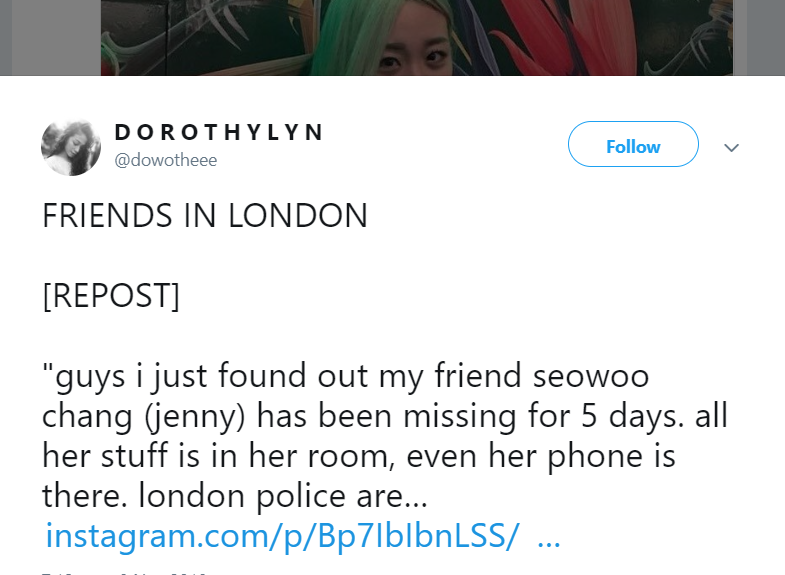 DOROTHYLYN
@dowotheee
Follow
FRIENDS IN LONDON
[REPOST]
"guys i just found out my friend seowoo
chang (jenny) has been missing for 5 days. all
her stuff is in her room, even her phone is
there. london police are...
instagram.com/p/Bp7lblbnLSS/ ...